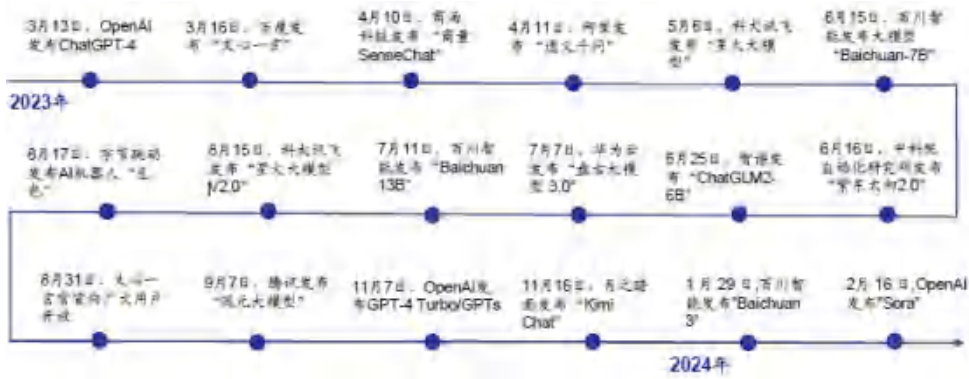 3月13日，OpenAI
发布ChatGPT-4
3月16日，百度发
布 "文心一言"
4月10日，商汤
科技发布 "商量
SenseChat"
4月11日，阿里发
布 "通义千问"
5月6日，科大讯飞
发布 "星火大模
型"
6月15日，百川智
能发布大模型
"Baichuan-7B"
2023年
8月17日，字节跳动
发布AI机器人 "豆
包"
8月15日，科大讯飞
发布 "星火大模型
V2.0"
7月11日，百川智
能发布 "Baichuan
13B"
7月7日，华为云
发布 "盘古大模
型 3.0"
6月25日，智谱发
布 "ChatGLM2-
6B"
6月16日，中科院
自动化研究所发布
"紫东太初2.0"
8月31日，文心一
言官宣向广大用户
开放
9月7日，腾讯发布
"混元大模型"
11月7日，OpenAI发
布GPT-4 Turbo/GPTs
11月16日，月之暗
面发布 "Kimi
Chat"
1月 29 日,百川智
能发布"Baichuan
3"
2月 16 日,OpenAI
发布"Sora"
2024年